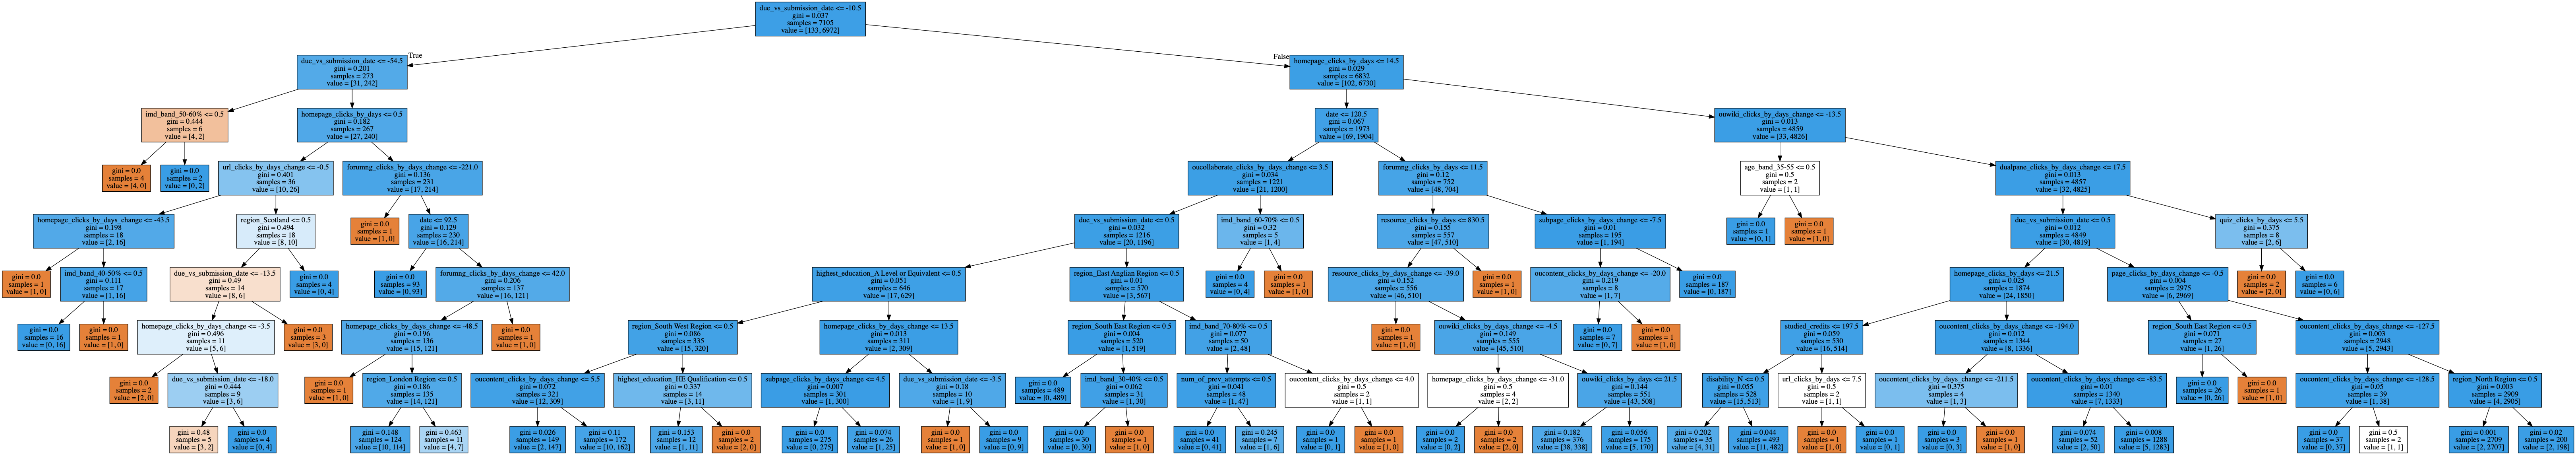 due_vs_submission_date <= -10.5
gini = 0.037
samples = 7105
value = [133, 6972]
True
False
due_vs_submission_date <= -54.5
gini = 0.201
samples = 273
value = [31, 242]
homepage_clicks_by_days <= 14.5
gini = 0.029
samples = 6832
value = [102, 6730]
imd_band_50-60% <= 0.5
gini = 0.444
samples = 6
value = [4, 2]
homepage_clicks_by_days <= 0.5
gini = 0.182
samples = 267
value = [27, 240]
date <= 120.5
gini = 0.067
samples = 1973
value = [69, 1904]
ouwiki_clicks_by_days_change <= -13.5
gini = 0.013
samples = 4859
value = [33, 4826]
gini = 0.0
samples = 4
value = [4, 0]
gini = 0.0
samples = 2
value = [0, 2]
url_clicks_by_days_change <= -0.5
gini = 0.401
samples = 36
value = [10, 26]
forumng_clicks_by_days_change <= -221.0
gini = 0.136
samples = 231
value = [17, 214]
oucollaborate_clicks_by_days_change <= 3.5
gini = 0.034
samples = 1221
value = [21, 1200]
forumng_clicks_by_days <= 11.5
gini = 0.12
samples = 752
value = [48, 704]
age_band_35-55 <= 0.5
gini = 0.5
samples = 2
value = [1, 1]
dualpane_clicks_by_days_change <= 17.5
gini = 0.013
samples = 4857
value = [32, 4825]
homepage_clicks_by_days_change <= -43.5
gini = 0.198
samples = 18
value = [2, 16]
region_Scotland <= 0.5
gini = 0.494
samples = 18
value = [8, 10]
gini = 0.0
samples = 1
value = [1, 0]
date <= 92.5
gini = 0.129
samples = 230
value = [16, 214]
due_vs_submission_date <= 0.5
gini = 0.032
samples = 1216
value = [20, 1196]
imd_band_60-70% <= 0.5
gini = 0.32
samples = 5
value = [1, 4]
resource_clicks_by_days <= 830.5
gini = 0.155
samples = 557
value = [47, 510]
subpage_clicks_by_days_change <= -7.5
gini = 0.01
samples = 195
value = [1, 194]
gini = 0.0
samples = 1
value = [0, 1]
gini = 0.0
samples = 1
value = [1, 0]
due_vs_submission_date <= 0.5
gini = 0.012
samples = 4849
value = [30, 4819]
quiz_clicks_by_days <= 5.5
gini = 0.375
samples = 8
value = [2, 6]
gini = 0.0
samples = 1
value = [1, 0]
imd_band_40-50% <= 0.5
gini = 0.111
samples = 17
value = [1, 16]
due_vs_submission_date <= -13.5
gini = 0.49
samples = 14
value = [8, 6]
gini = 0.0
samples = 4
value = [0, 4]
gini = 0.0
samples = 93
value = [0, 93]
forumng_clicks_by_days_change <= 42.0
gini = 0.206
samples = 137
value = [16, 121]
highest_education_A Level or Equivalent <= 0.5
gini = 0.051
samples = 646
value = [17, 629]
region_East Anglian Region <= 0.5
gini = 0.01
samples = 570
value = [3, 567]
gini = 0.0
samples = 4
value = [0, 4]
gini = 0.0
samples = 1
value = [1, 0]
resource_clicks_by_days_change <= -39.0
gini = 0.152
samples = 556
value = [46, 510]
gini = 0.0
samples = 1
value = [1, 0]
oucontent_clicks_by_days_change <= -20.0
gini = 0.219
samples = 8
value = [1, 7]
gini = 0.0
samples = 187
value = [0, 187]
homepage_clicks_by_days <= 21.5
gini = 0.025
samples = 1874
value = [24, 1850]
page_clicks_by_days_change <= -0.5
gini = 0.004
samples = 2975
value = [6, 2969]
gini = 0.0
samples = 2
value = [2, 0]
gini = 0.0
samples = 6
value = [0, 6]
gini = 0.0
samples = 16
value = [0, 16]
gini = 0.0
samples = 1
value = [1, 0]
homepage_clicks_by_days_change <= -3.5
gini = 0.496
samples = 11
value = [5, 6]
gini = 0.0
samples = 3
value = [3, 0]
homepage_clicks_by_days_change <= -48.5
gini = 0.196
samples = 136
value = [15, 121]
gini = 0.0
samples = 1
value = [1, 0]
region_South West Region <= 0.5
gini = 0.086
samples = 335
value = [15, 320]
homepage_clicks_by_days_change <= 13.5
gini = 0.013
samples = 311
value = [2, 309]
region_South East Region <= 0.5
gini = 0.004
samples = 520
value = [1, 519]
imd_band_70-80% <= 0.5
gini = 0.077
samples = 50
value = [2, 48]
gini = 0.0
samples = 1
value = [1, 0]
ouwiki_clicks_by_days_change <= -4.5
gini = 0.149
samples = 555
value = [45, 510]
gini = 0.0
samples = 7
value = [0, 7]
gini = 0.0
samples = 1
value = [1, 0]
studied_credits <= 197.5
gini = 0.059
samples = 530
value = [16, 514]
oucontent_clicks_by_days_change <= -194.0
gini = 0.012
samples = 1344
value = [8, 1336]
region_South East Region <= 0.5
gini = 0.071
samples = 27
value = [1, 26]
oucontent_clicks_by_days_change <= -127.5
gini = 0.003
samples = 2948
value = [5, 2943]
gini = 0.0
samples = 2
value = [2, 0]
due_vs_submission_date <= -18.0
gini = 0.444
samples = 9
value = [3, 6]
gini = 0.0
samples = 1
value = [1, 0]
region_London Region <= 0.5
gini = 0.186
samples = 135
value = [14, 121]
oucontent_clicks_by_days_change <= 5.5
gini = 0.072
samples = 321
value = [12, 309]
highest_education_HE Qualification <= 0.5
gini = 0.337
samples = 14
value = [3, 11]
subpage_clicks_by_days_change <= 4.5
gini = 0.007
samples = 301
value = [1, 300]
due_vs_submission_date <= -3.5
gini = 0.18
samples = 10
value = [1, 9]
gini = 0.0
samples = 489
value = [0, 489]
imd_band_30-40% <= 0.5
gini = 0.062
samples = 31
value = [1, 30]
num_of_prev_attempts <= 0.5
gini = 0.041
samples = 48
value = [1, 47]
oucontent_clicks_by_days_change <= 4.0
gini = 0.5
samples = 2
value = [1, 1]
homepage_clicks_by_days_change <= -31.0
gini = 0.5
samples = 4
value = [2, 2]
ouwiki_clicks_by_days <= 21.5
gini = 0.144
samples = 551
value = [43, 508]
disability_N <= 0.5
gini = 0.055
samples = 528
value = [15, 513]
url_clicks_by_days <= 7.5
gini = 0.5
samples = 2
value = [1, 1]
oucontent_clicks_by_days_change <= -211.5
gini = 0.375
samples = 4
value = [1, 3]
oucontent_clicks_by_days_change <= -83.5
gini = 0.01
samples = 1340
value = [7, 1333]
gini = 0.0
samples = 26
value = [0, 26]
gini = 0.0
samples = 1
value = [1, 0]
oucontent_clicks_by_days_change <= -128.5
gini = 0.05
samples = 39
value = [1, 38]
region_North Region <= 0.5
gini = 0.003
samples = 2909
value = [4, 2905]
gini = 0.48
samples = 5
value = [3, 2]
gini = 0.0
samples = 4
value = [0, 4]
gini = 0.148
samples = 124
value = [10, 114]
gini = 0.463
samples = 11
value = [4, 7]
gini = 0.026
samples = 149
value = [2, 147]
gini = 0.11
samples = 172
value = [10, 162]
gini = 0.153
samples = 12
value = [1, 11]
gini = 0.0
samples = 2
value = [2, 0]
gini = 0.0
samples = 275
value = [0, 275]
gini = 0.074
samples = 26
value = [1, 25]
gini = 0.0
samples = 1
value = [1, 0]
gini = 0.0
samples = 9
value = [0, 9]
gini = 0.0
samples = 30
value = [0, 30]
gini = 0.0
samples = 1
value = [1, 0]
gini = 0.0
samples = 41
value = [0, 41]
gini = 0.245
samples = 7
value = [1, 6]
gini = 0.0
samples = 1
value = [0, 1]
gini = 0.0
samples = 1
value = [1, 0]
gini = 0.0
samples = 2
value = [0, 2]
gini = 0.0
samples = 2
value = [2, 0]
gini = 0.182
samples = 376
value = [38, 338]
gini = 0.056
samples = 175
value = [5, 170]
gini = 0.202
samples = 35
value = [4, 31]
gini = 0.044
samples = 493
value = [11, 482]
gini = 0.0
samples = 1
value = [1, 0]
gini = 0.0
samples = 1
value = [0, 1]
gini = 0.0
samples = 3
value = [0, 3]
gini = 0.0
samples = 1
value = [1, 0]
gini = 0.074
samples = 52
value = [2, 50]
gini = 0.008
samples = 1288
value = [5, 1283]
gini = 0.0
samples = 37
value = [0, 37]
gini = 0.5
samples = 2
value = [1, 1]
gini = 0.001
samples = 2709
value = [2, 2707]
gini = 0.02
samples = 200
value = [2, 198]